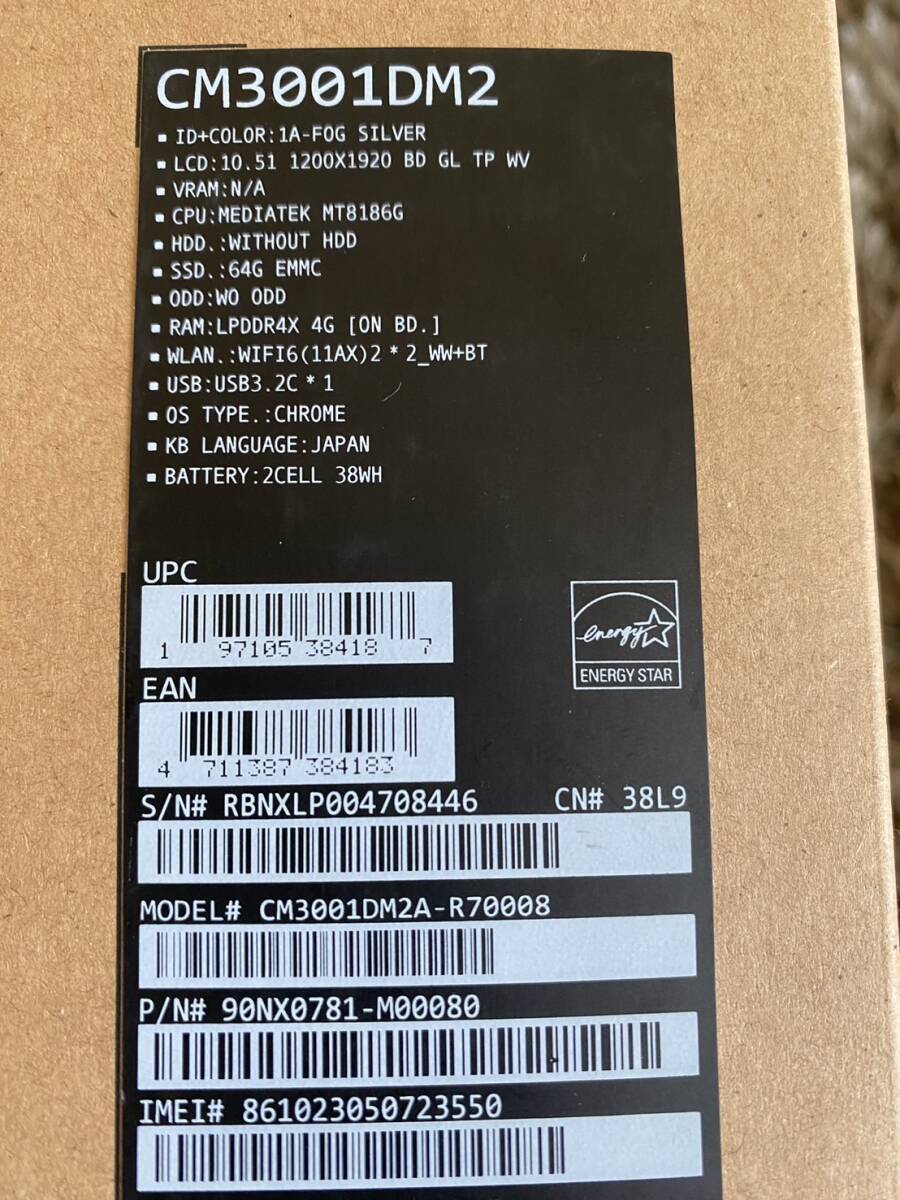 CM3001DM2
▪ ID+COLOR:1A-FOG SILVER
▪ LCD:10.51 1200X1920 BD GL TP WV
▪ VRAM:N/A
▪ CPU:MEDIATEK MT8186G
▪ HDD.:WITHOUT HDD
▪ SSD.:64G EMMC
▪ ODD:WO ODD
▪ RAM:LPDDR4X 4G [ON BD.]
▪ WLAN.:WIFI6(11AX)2*2_WW+BT
▪ USB:USB3.2C*1
▪ OS TYPE.:CHROME
▪ KB LANGUAGE:JAPAN
▪ BATTERY:2CELL 38WH
UPC
1 97105 38418 7
energy
ENERGY STAR
EAN
4 711387 384183
S/N# RBNXLP004708446 CN# 38L9
MODEL# CM3001DM2A-R70008
P/N# 90NX0781-M00080
IMEI# 861023050723550